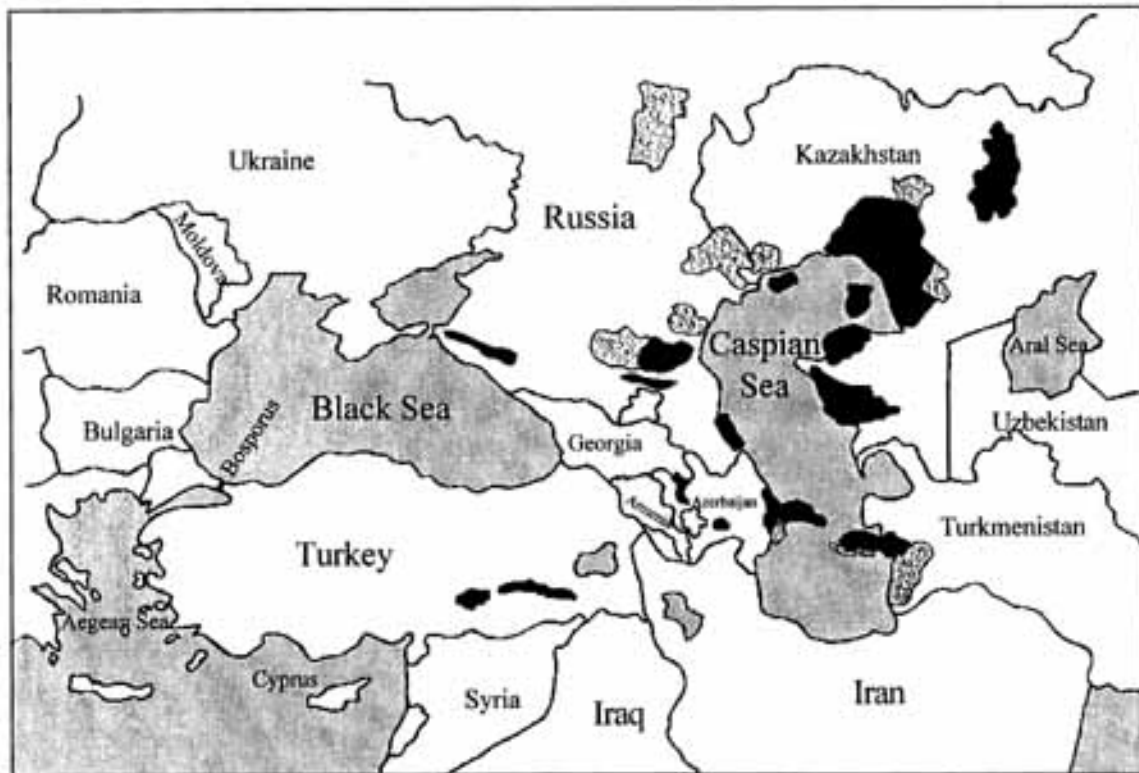 Ukraine
Kazakhstan
Moldova
Russia
Romania
Caspian
Sea
Aral Sea
Black Sea
Bulgaria
Bosporus
Georgia
Uzbekistan
Armenia
Azerbaijan
Turkmenistan
Turkey
Aegean Sea
Cyprus
Syria
Iraq
Iran